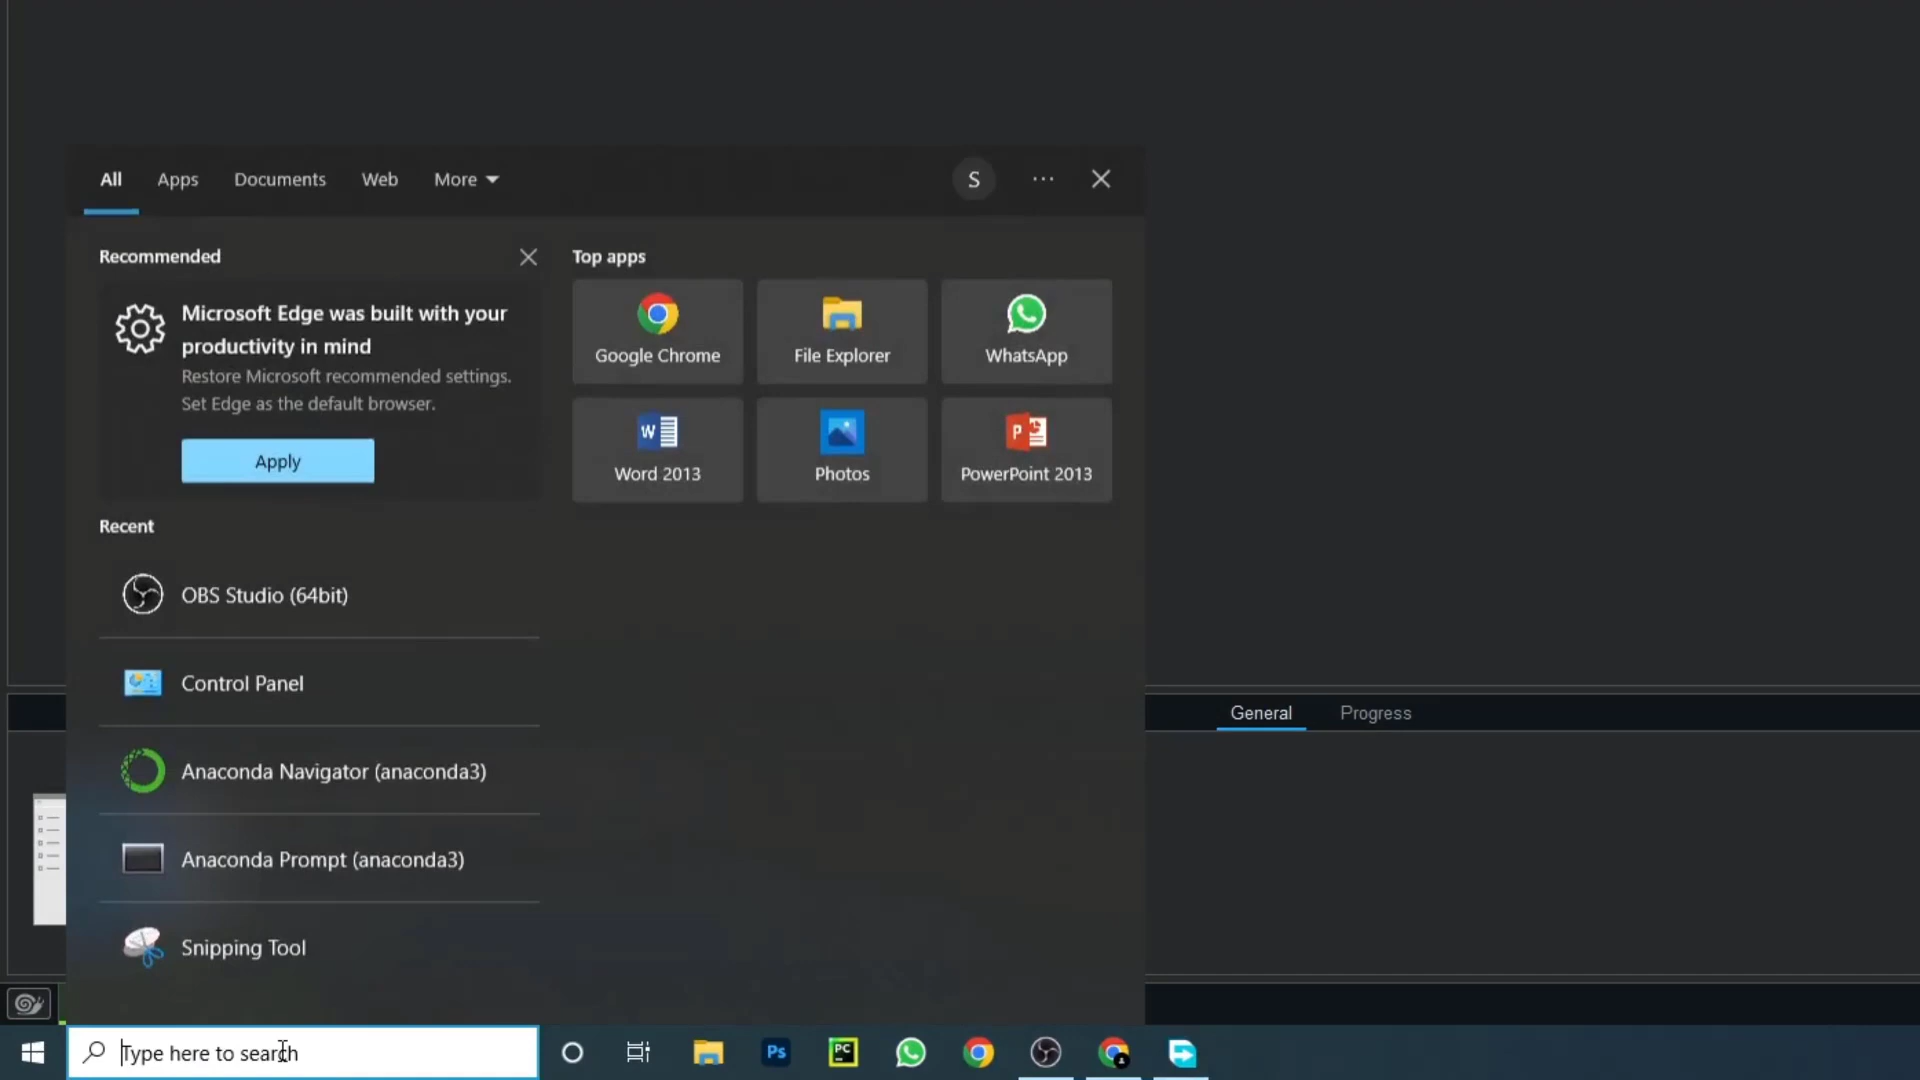 All
Apps
Documents
Web
More
S
Recommended
Microsoft Edge was built with your
productivity in mind
Restore Microsoft recommended settings.
Set Edge as the default browser.
Apply
Top apps
Google Chrome
File Explorer
WhatsApp
W
Word 2013
Photos
P
PowerPoint 2013
Recent
OBS Studio (64bit)
Control Panel
Anaconda Navigator (anaconda3)
Anaconda Prompt (anaconda3)
Snipping Tool
General
Progress
Type here to search
Ps
PC